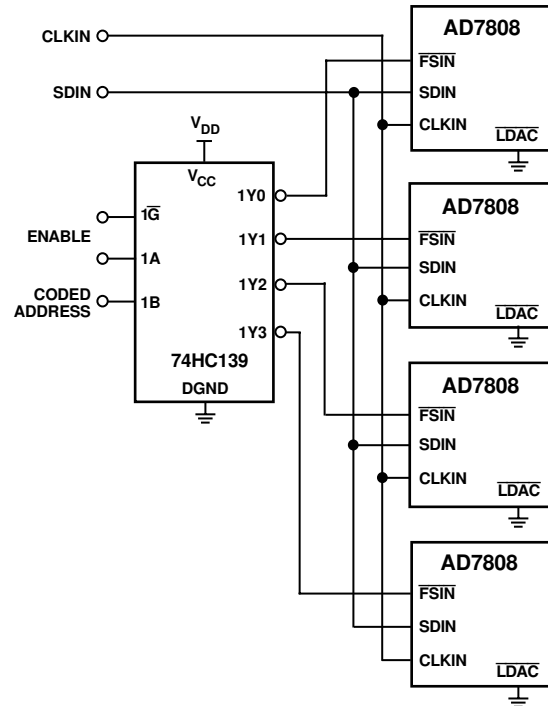 CLKIN
SDIN
VDD
VCC
1G
ENABLE
1A
CODED
ADDRESS
1B
1Y0
1Y1
1Y2
1Y3
74HC139
DGND
AD7808
FSIN
SDIN
CLKIN
LDAC
AD7808
FSIN
SDIN
CLKIN
LDAC
AD7808
FSIN
SDIN
CLKIN
LDAC
AD7808
FSIN
SDIN
CLKIN
LDAC